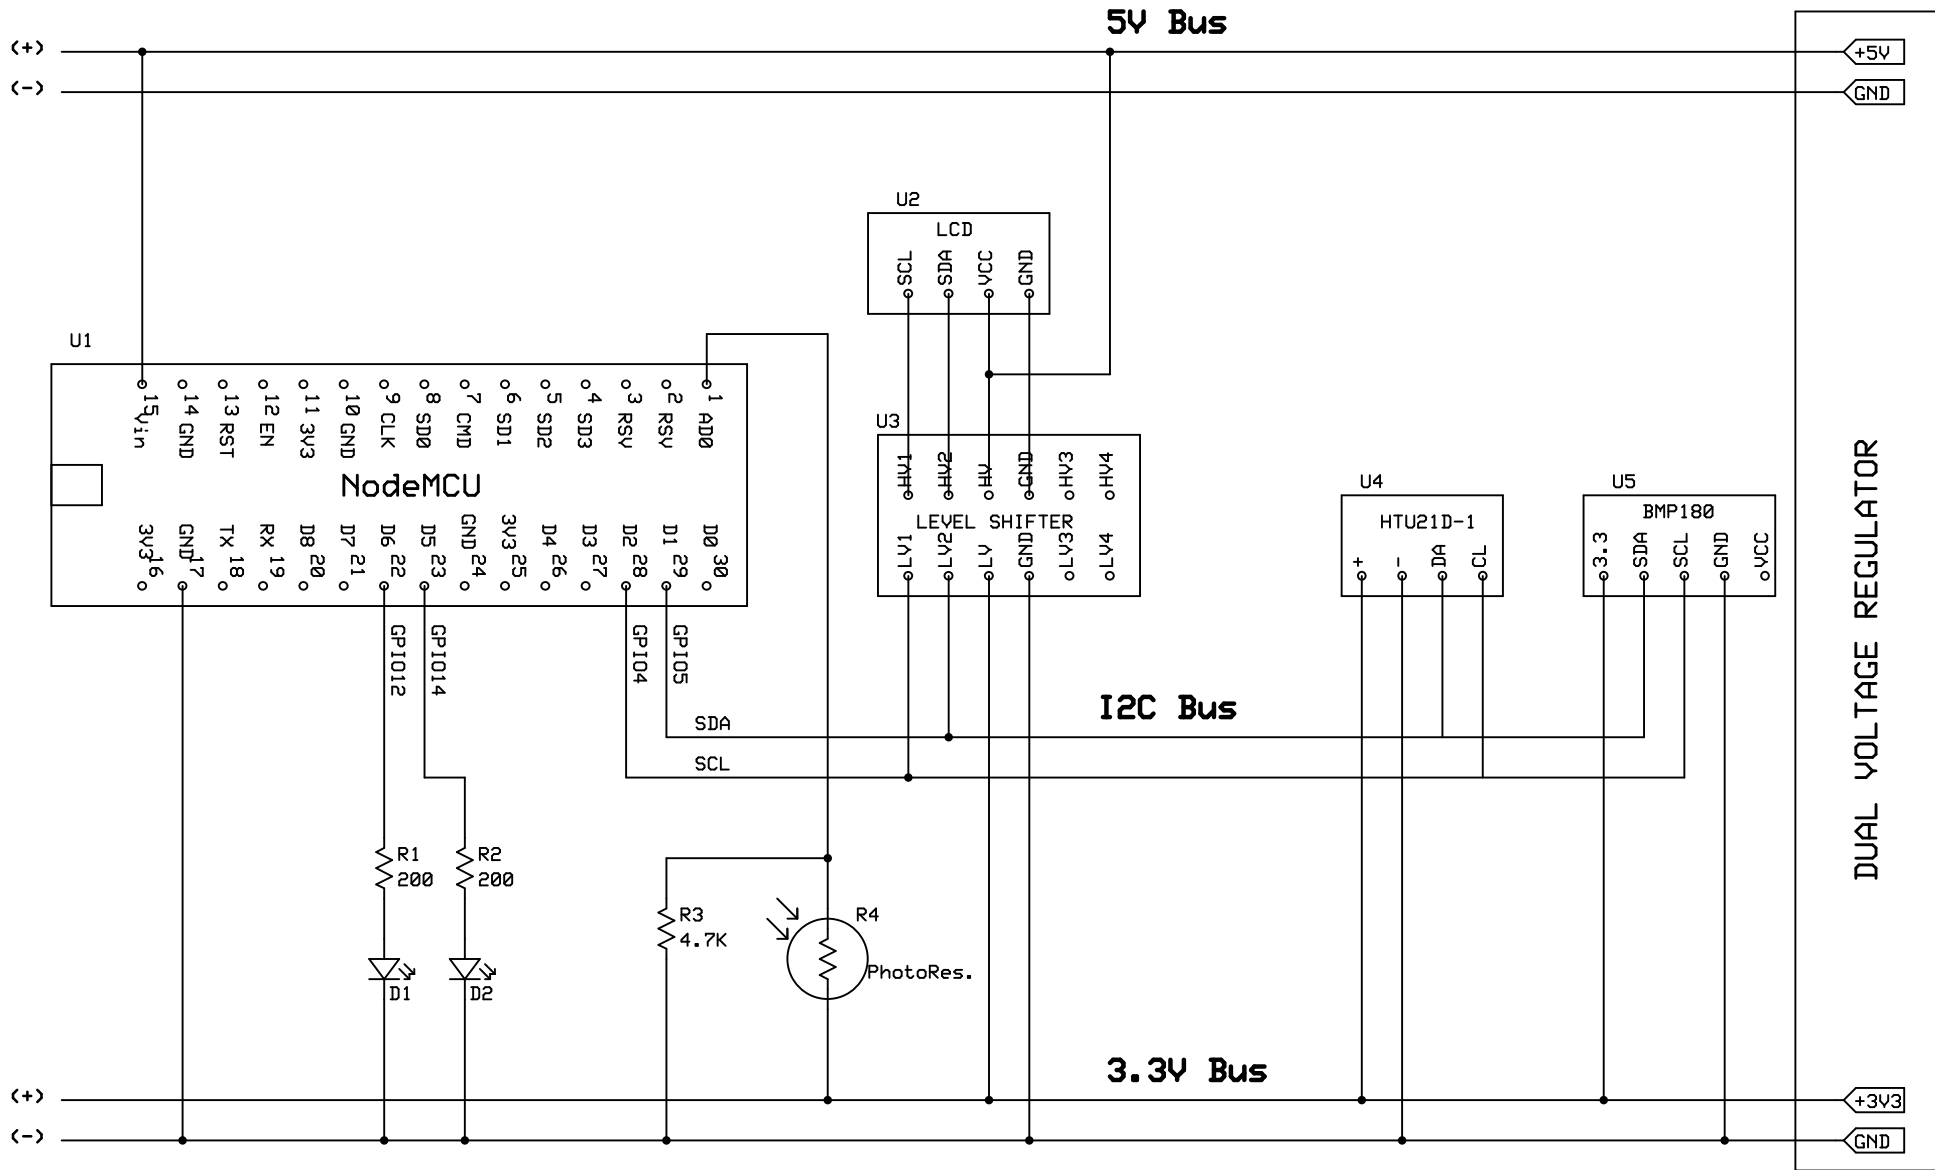 5V Bus
(+)
+5V
(-)
GND
U2
LCD
SCL
SDA
VCC
GND
U1
15 Vin
14 GND
13 RST
12 EN
11 3V3
10 GND
9 CLK
8 SD0
7 CMD
6 SD1
5 SD2
4 SD3
3 RSV
2 RSV
1 AD0
NodeMCU
3V3 16
GND 17
TX 18
RX 19
D8 20
D7 21
D6 22
D5 23
GND 24
3V3 25
D4 26
D3 27
D2 28
D1 29
D0 30
U3
HV1
HV2
HV
GND
HV3
HV4
LEVEL SHIFTER
LV1
LV2
LV
GND
LV3
LV4
U4
HTU21D-1
+
-
DA
CL
U5
BMP180
3.3
SDA
SCL
GND
VCC
DUAL VOLTAGE REGULATOR
GPIO12
GPIO14
GPIO4
GPIO5
I2C Bus
SDA
SCL
R1
200
R2
200
R3
4.7K
R4
PhotoRes.
D1
D2
3.3V Bus
(+)
+3V3
(-)
GND